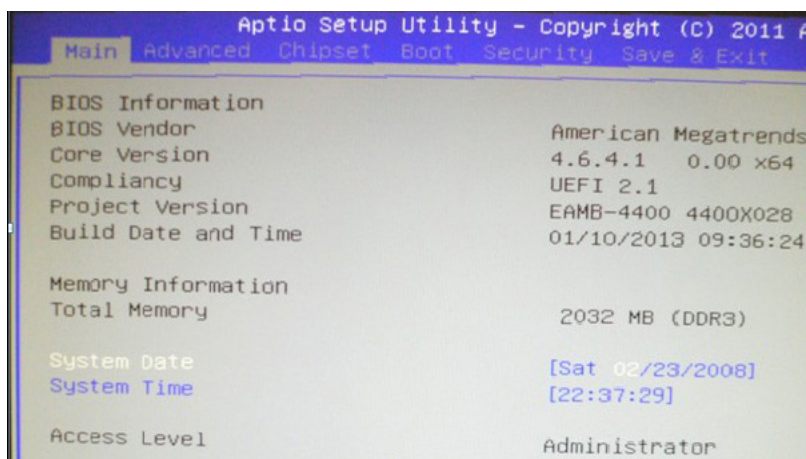 Aptio Setup Utility - Copyright (C) 2011
Main Advanced Chipset Boot Security Save & Exit
BIOS Information
BIOS Vendor American Megatrends
Core Version 4.6.4.1 0.00 x64
Compliancy UEFI 2.1
Project Version EAMB-4400 4400X028
Build Date and Time 01/10/2013 09:36:24
Memory Information
Total Memory 2032 MB (DDR3)
System Date [Sat 02/23/2008]
System Time [22:37:29]
Access Level Administrator